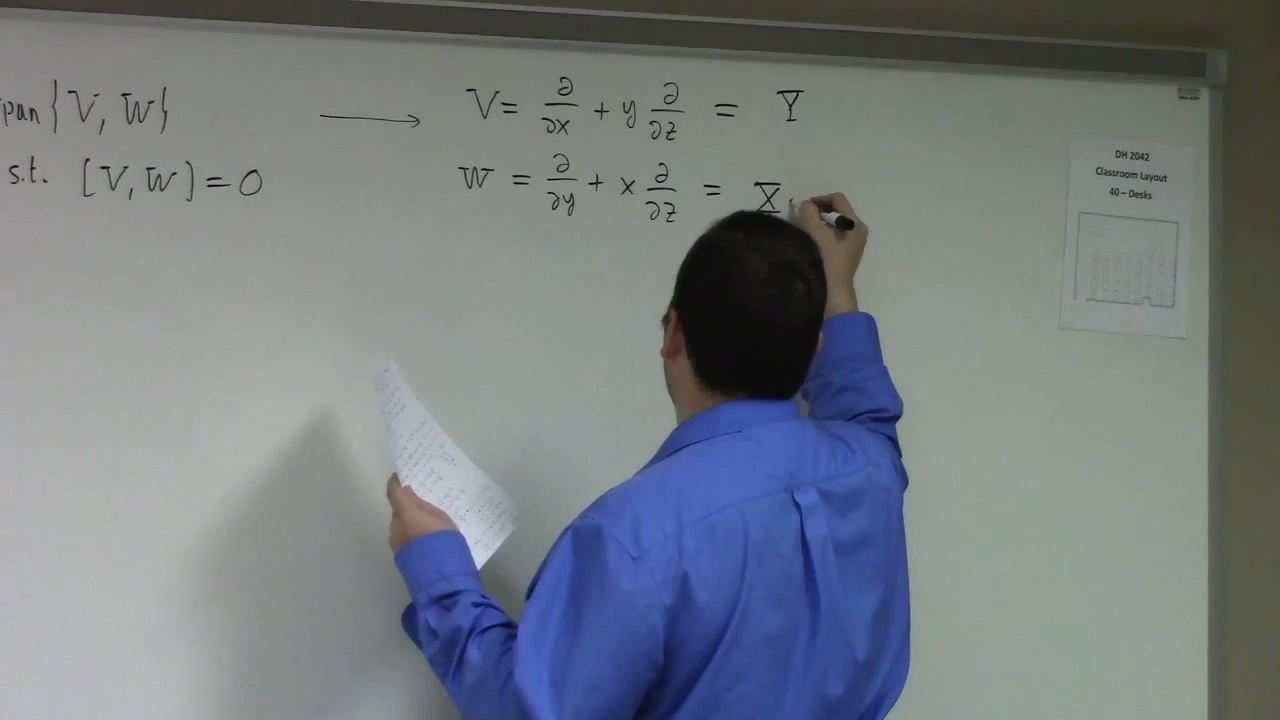 pan{V, W}
s.t. [V, W] = 0
V = ∂/∂x + y ∂/∂z = Y
W = ∂/∂y + x ∂/∂z = X
DH 2042
Classroom Layout
40 – Desks